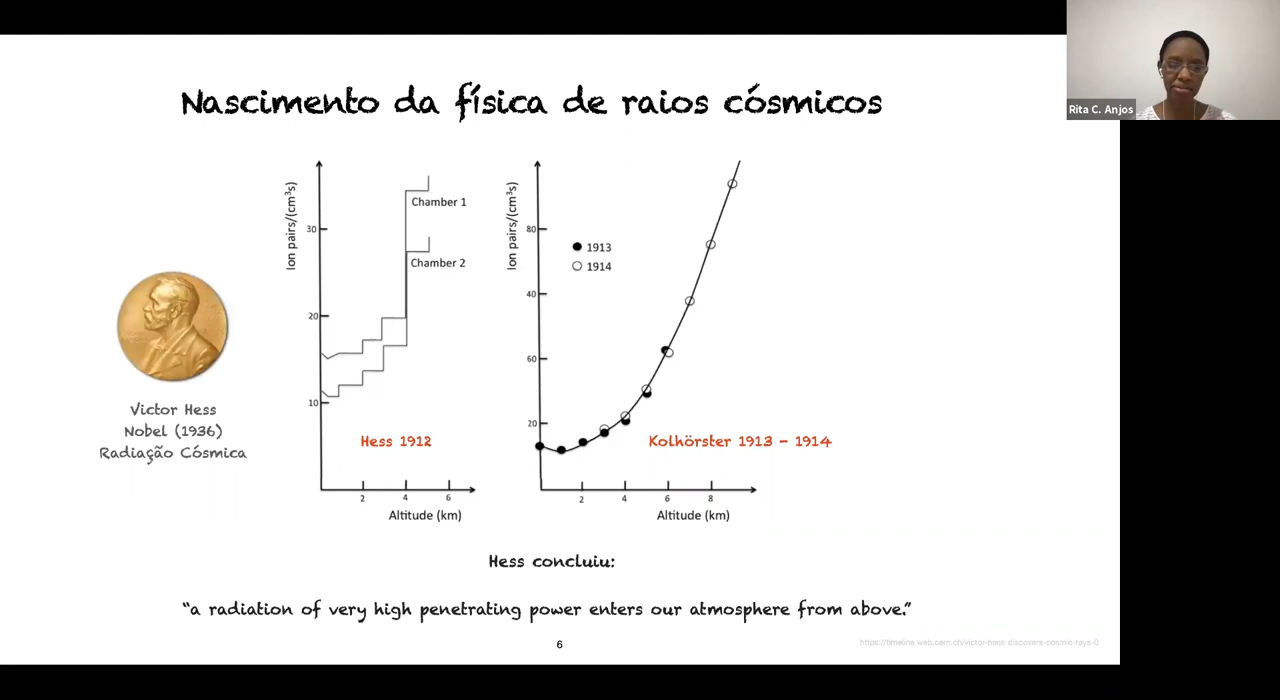 Rita C. Anjos
Nascimento da física de raios cósmicos
Ion pairs/(cm³s)
30
20
10
Chamber 1
Chamber 2
Hess 1912
2
4
6
Altitude (km)
Ion pairs/(cm³s)
80
40
60
20
1913
1914
Kolhörster 1913 – 1914
2
4
6
8
Altitude (km)
Victor Hess
Nobel (1936)
Radiação Cósmica
Hess concluiu:
“a radiation of very high penetrating power enters our atmosphere from above.”
6
https://timeline.web.cern.ch/victor-hess-discovers-cosmic-rays-0